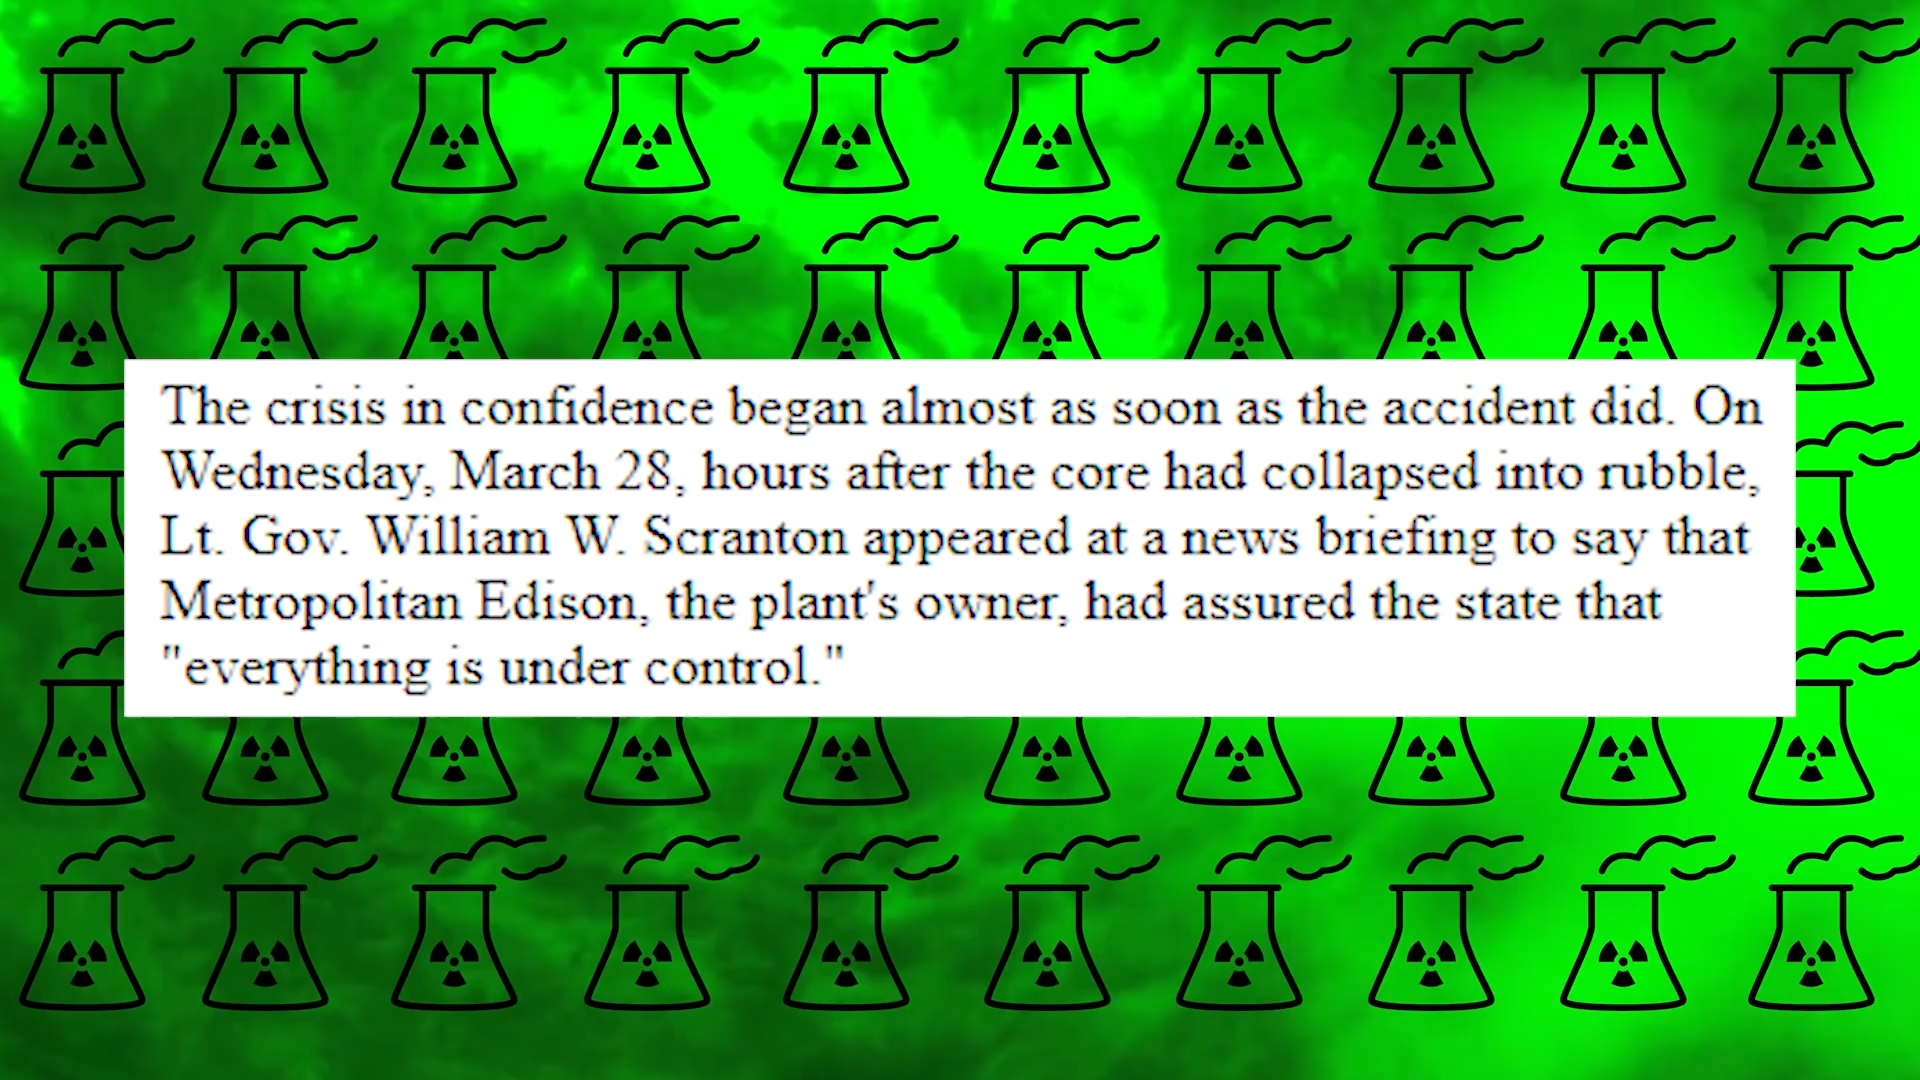 The crisis in confidence began almost as soon as the accident did. On
Wednesday, March 28, hours after the core had collapsed into rubble,
Lt. Gov. William W. Scranton appeared at a news briefing to say that
Metropolitan Edison, the plant's owner, had assured the state that
"everything is under control."